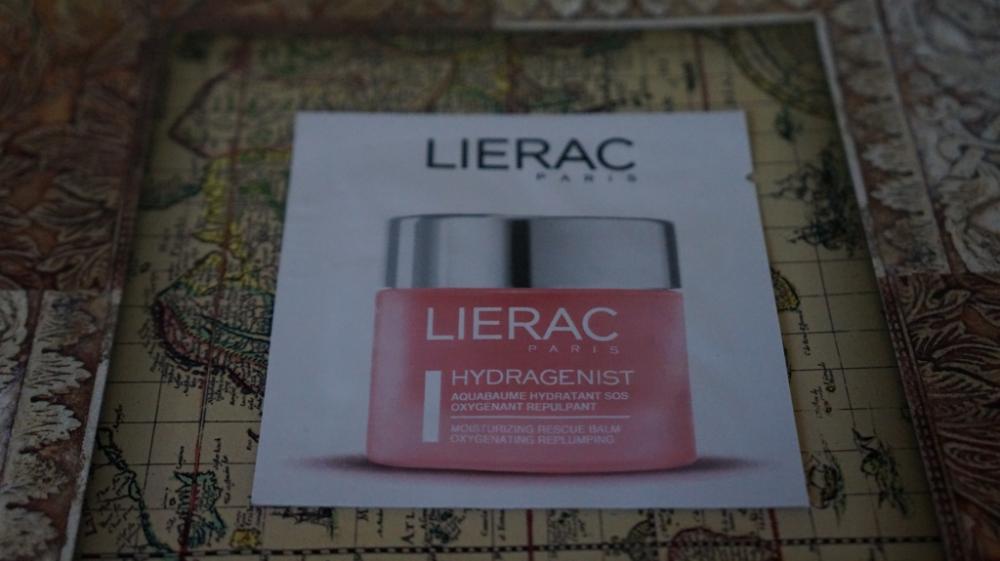 LIERAC
PARIS
LIERAC
PARIS
HYDRAGENIST
AQUABAUME HYDRATANT SOS
OXYGENANT REPULPANT
MOISTURIZING RESCUE BALM
OXYGENATING REPLUMPING